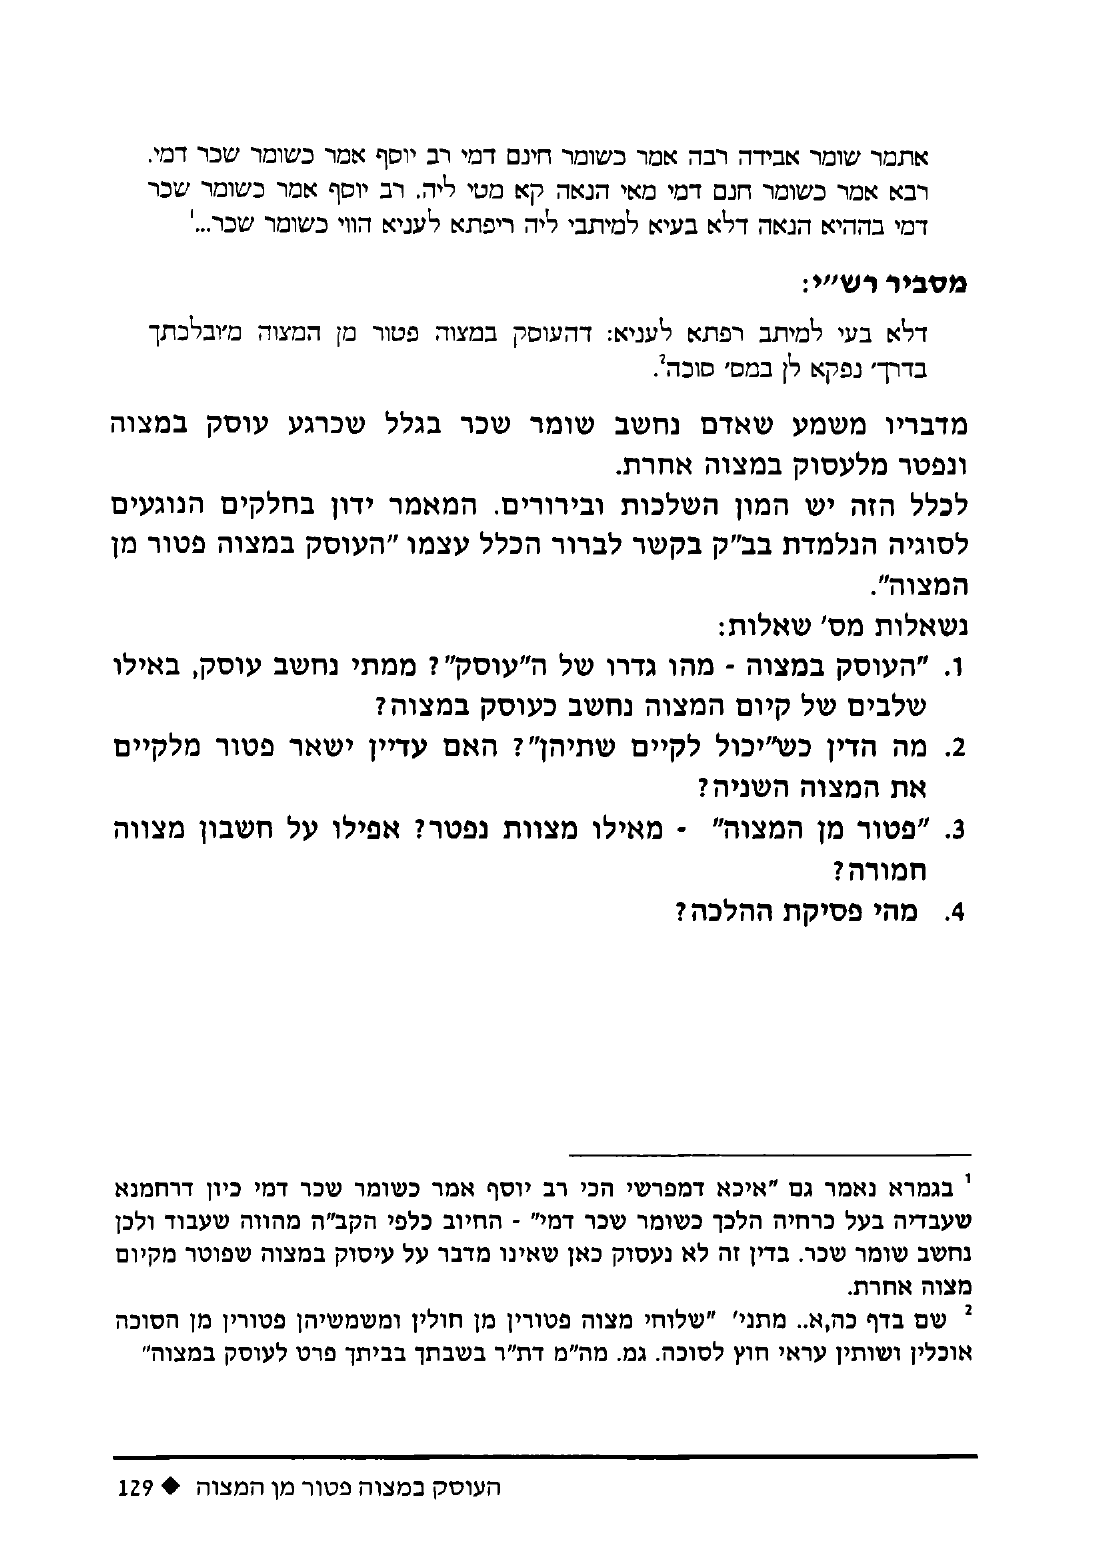 אתמר שומר אבידה רבה אמר כשומר חינם דמי רב יוסף אמר כשומר שכר דמי.
רבא אמר כשומר חנם דמי מאי הנאה קא מטי ליה. רב יוסף אמר כשומר שכר
דמי בההיא הנאה דלא בעיא למיתבי ליה ריפתא לעניא הווי כשומר שכר...¹
מסביר רש"י:
דלא בעי למיתב רפתא לעניא: דהעוסק במצוה פטור מן המצוה מ'ובלכתך
בדרך' נפקא לן במס' סוכה².
מדבריו משמע שאדם נחשב שומר שכר בגלל שכרגע עוסק במצוה
ונפטר מלעסוק במצוה אחרת.
לכלל הזה יש המון השלכות ובירורים. המאמר ידון בחלקים הנוגעים
לסוגיה הנלמדת בב"ק בקשר לברור הכלל עצמו "העוסק במצוה פטור מן
המצוה".
נשאלות מס' שאלות:
1. "העוסק במצוה - מהו גדרו של ה"עוסק"? ממתי נחשב עוסק, באילו
שלבים של קיום המצוה נחשב כעוסק במצוה?
2. מה הדין כש"יכול לקיים שתיהן"? האם עדיין ישאר פטור מלקיים
את המצוה השניה?
3. "פטור מן המצוה" - מאילו מצוות נפטר? אפילו על חשבון מצווה
חמורה?
4. מהי פסיקת ההלכה?
¹ בגמרא נאמר גם "איכא דמפרשי הכי רב יוסף אמר כשומר שכר דמי כיון דרחמנא
שעבדיה בעל כרחיה הלכך כשומר שכר דמי" - החיוב כלפי הקב"ה מהווה שעבוד ולכן
נחשב שומר שכר. בדין זה לא נעסוק כאן שאינו מדבר על עיסוק במצוה שפוטר מקיום
מצוה אחרת.
² שם בדף כה,א.. מתני' "שלוחי מצוה פטורין מן חולין ומשמשיהן פטורין מן הסוכה
אוכלין ושותין עראי חוץ לסוכה. גמ. מה"מ דת"ר בשבתך בביתך פרט לעוסק במצוה"
העוסק במצוה פטור מן המצוה ◆ 129